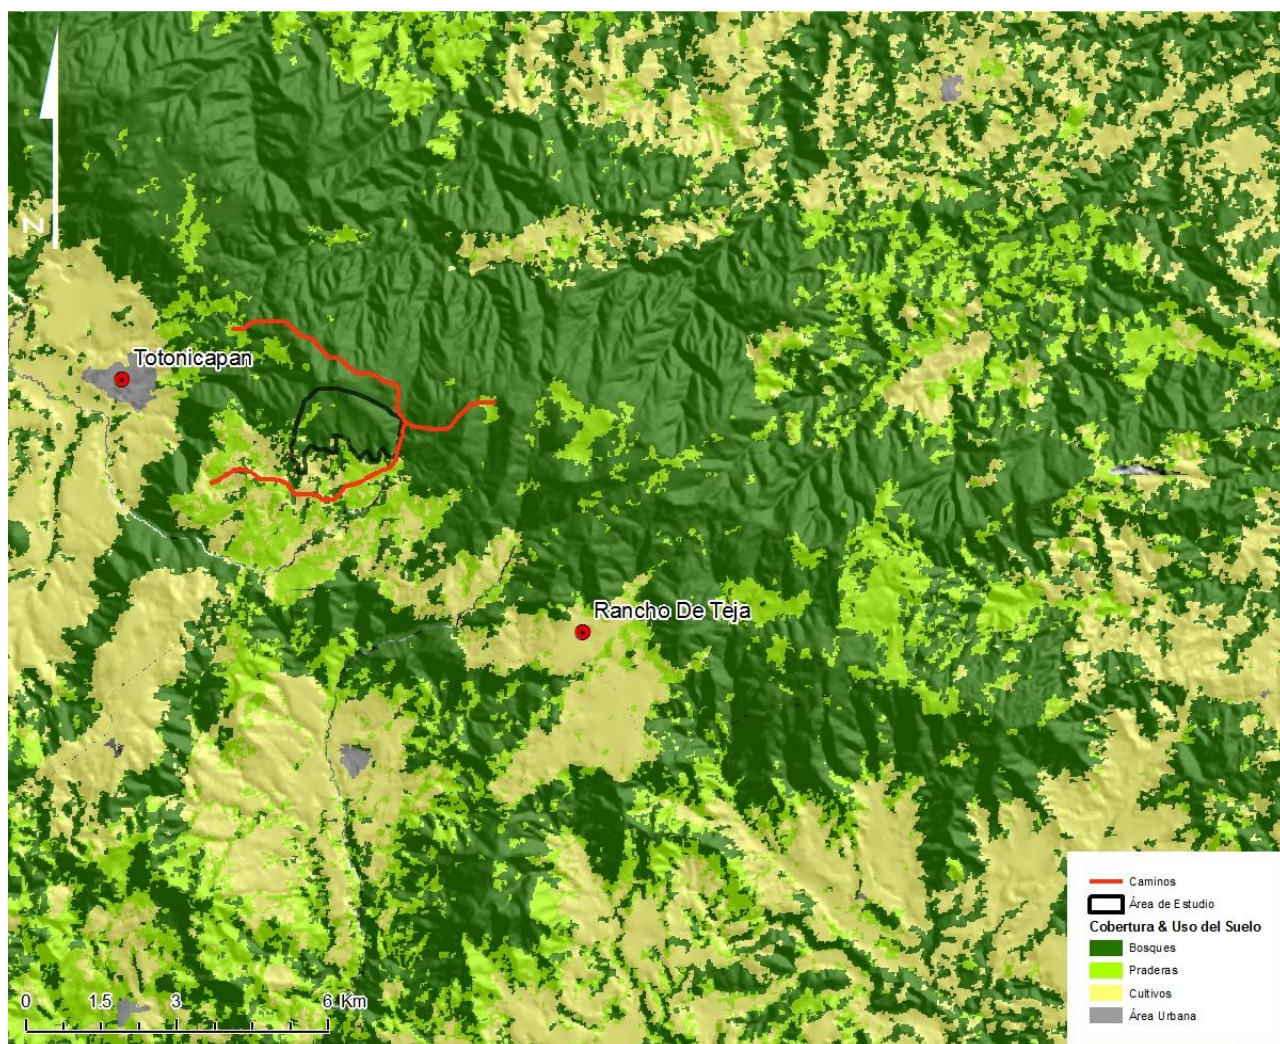 N
Totonicapan
Rancho De Teja
Caminos
Área de Estudio
Cobertura & Uso del Suelo
Bosques
Praderas
Cultivos
Área Urbana
0 1.5 3 6 Km